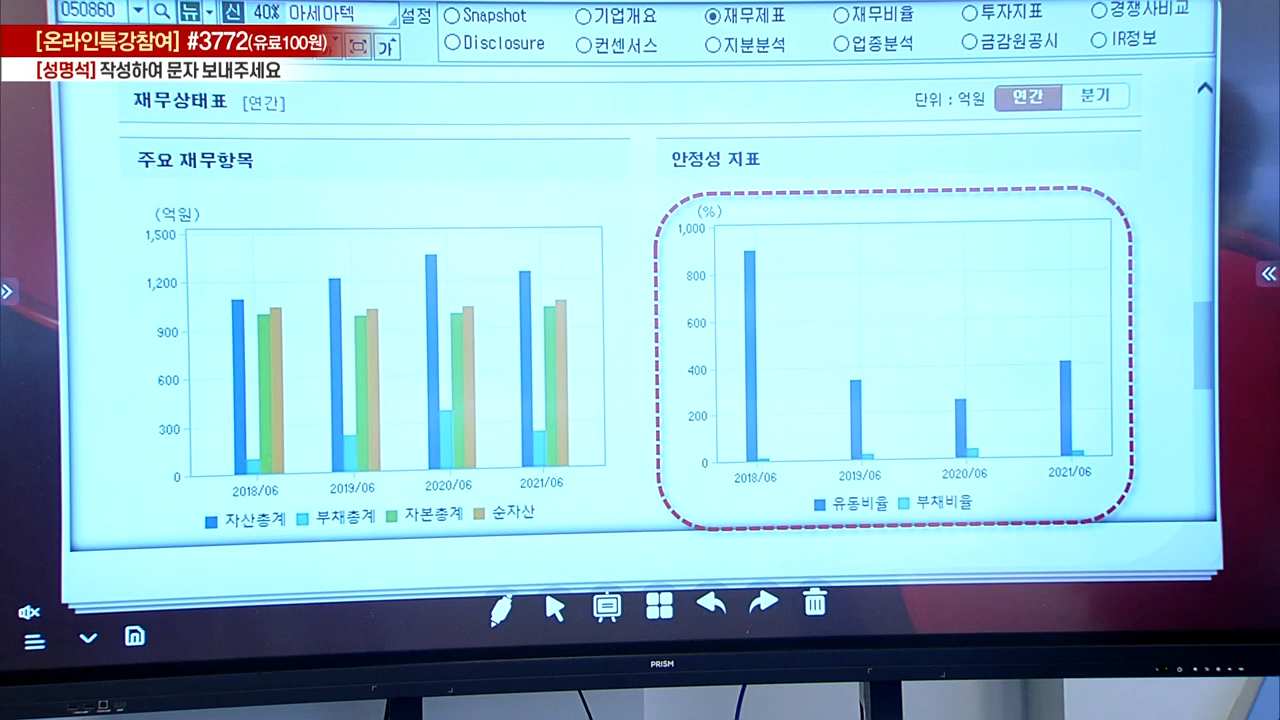 050860 뉴 신 40% 아세아텍 설정 Snapshot 기업개요 재무제표 재무비율 투자지표 경쟁사비교
Disclosure 컨센서스 지분분석 업종분석 금감원공시 IR정보
가
[온라인특강참여] #3772(유료100원)
[성명석] 작성하여 문자 보내주세요
재무상태표 [연간]
단위 : 억원 연간 분기
주요 재무항목
(억원)
1,500
1,200
900
600
300
0
2018/06 2019/06 2020/06 2021/06
자산총계 부채총계 자본총계 순자산
안정성 지표
(%)
1,000
800
600
400
200
0
2018/06 2019/06 2020/06 2021/06
유동비율 부채비율
PRISM